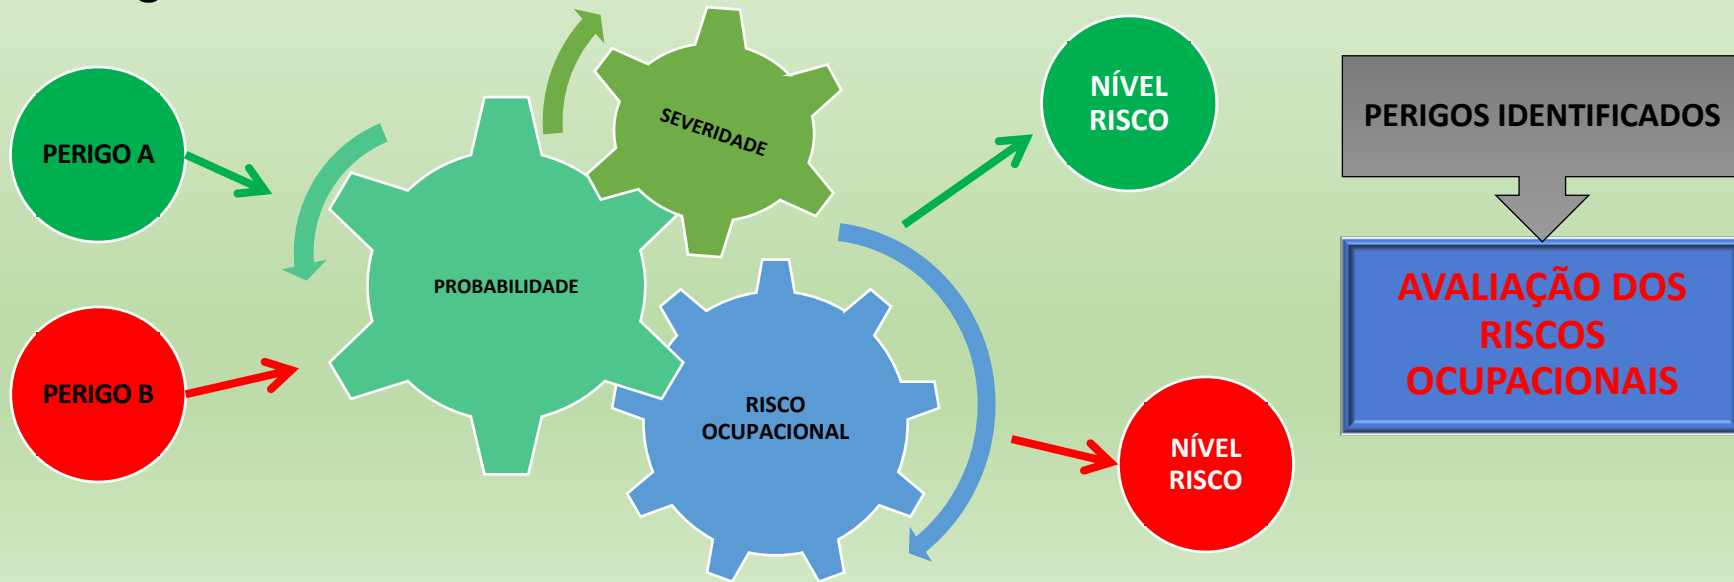 PERIGO A
PERIGO B
SEVERIDADE
PROBABILIDADE
RISCO
OCUPACIONAL
NÍVEL
RISCO
NÍVEL
RISCO
PERIGOS IDENTIFICADOS
AVALIAÇÃO DOS
RISCOS
OCUPACIONAIS